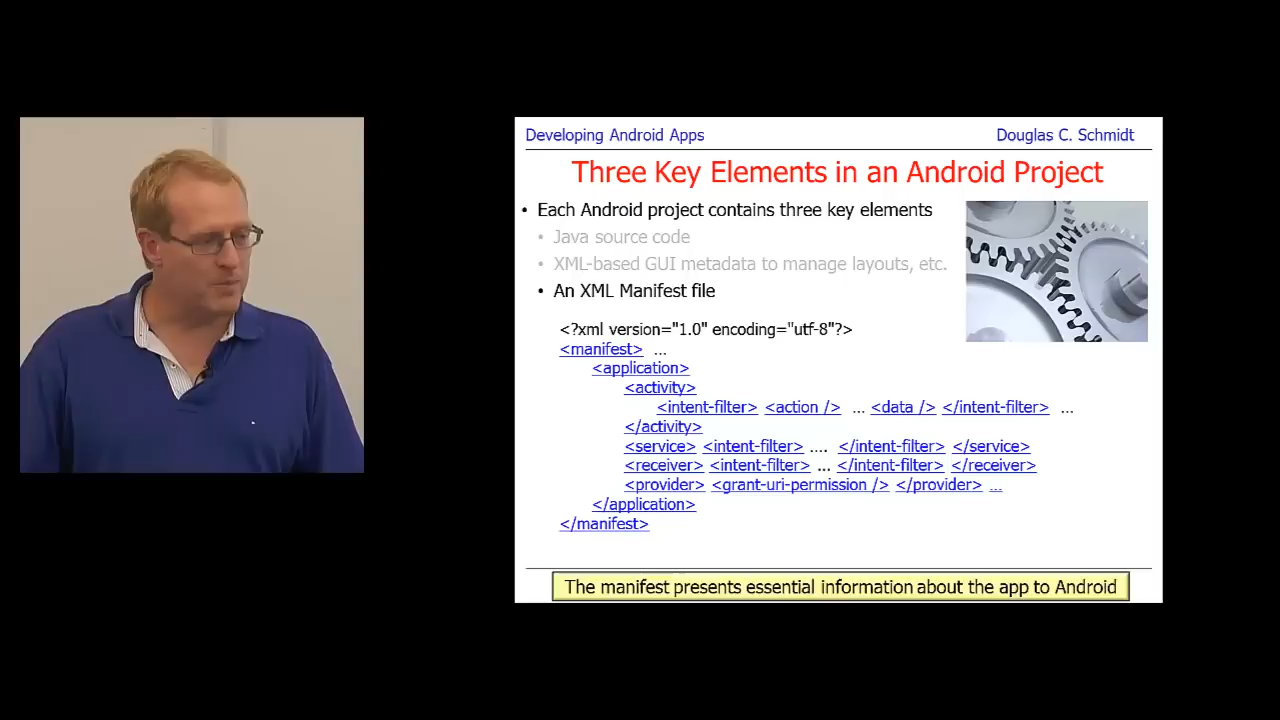 Developing Android Apps Douglas C. Schmidt
Three Key Elements in an Android Project
• Each Android project contains three key elements
• Java source code
• XML-based GUI metadata to manage layouts, etc.
• An XML Manifest file
<?xml version="1.0" encoding="utf-8"?>
<manifest> ...
<application>
<activity>
<intent-filter> <action /> ... <data /> </intent-filter> ...
</activity>
<service> <intent-filter> .... </intent-filter> </service>
<receiver> <intent-filter> ... </intent-filter> </receiver>
<provider> <grant-uri-permission /> </provider> ...
</application>
</manifest>
The manifest presents essential information about the app to Android